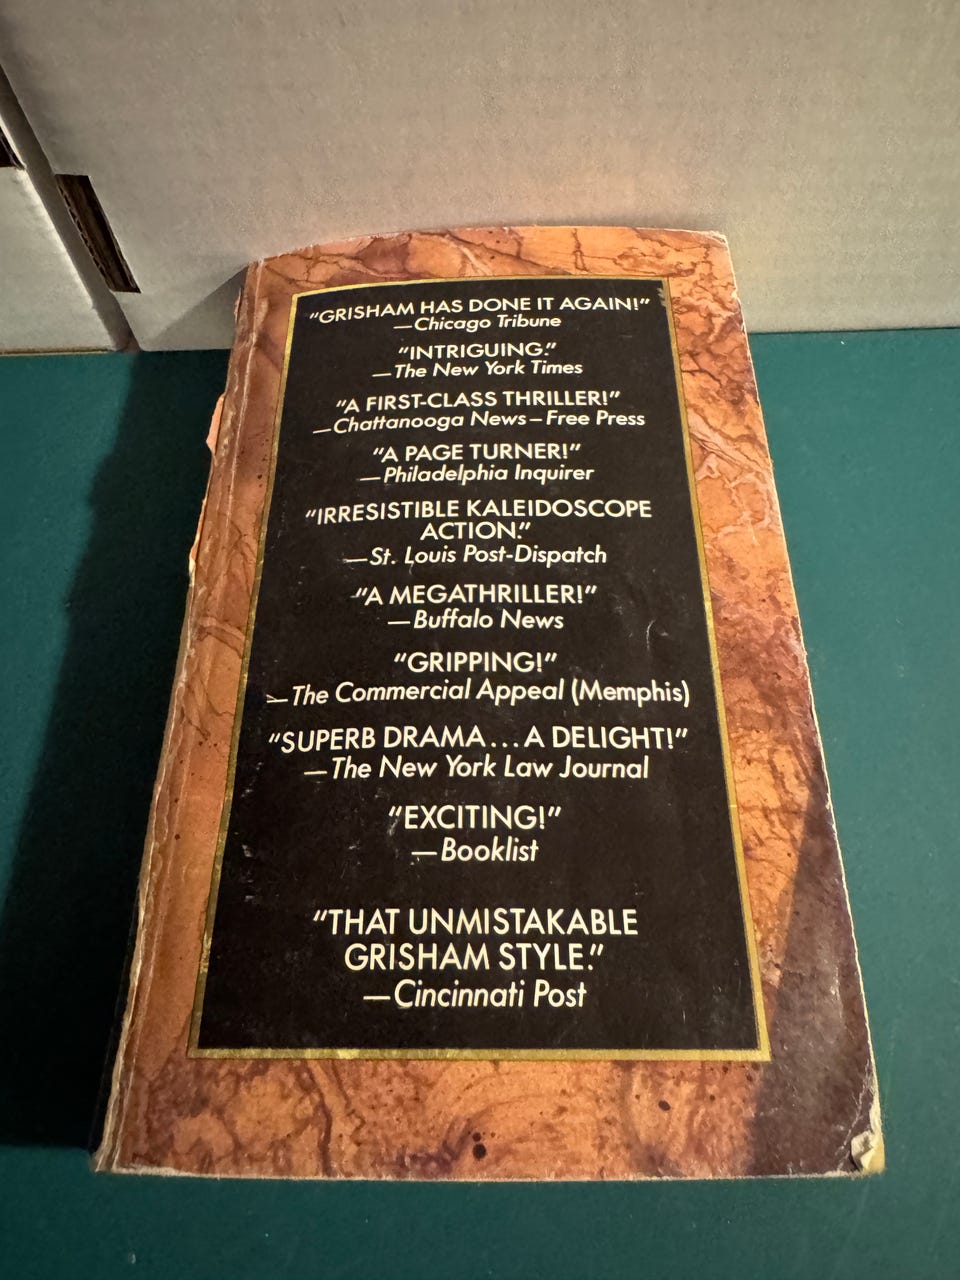 “GRISHAM HAS DONE IT AGAIN!”
—Chicago Tribune
“INTRIGUING.”
—The New York Times
“A FIRST-CLASS THRILLER!”
—Chattanooga News–Free Press
“A PAGE TURNER!”
—Philadelphia Inquirer
“IRRESISTIBLE KALEIDOSCOPE
ACTION.”
—St. Louis Post-Dispatch
“A MEGATHRILLER!”
—Buffalo News
“GRIPPING!”
—The Commercial Appeal (Memphis)
“SUPERB DRAMA...A DELIGHT!”
—The New York Law Journal
“EXCITING!”
—Booklist
“THAT UNMISTAKABLE
GRISHAM STYLE.”
—Cincinnati Post